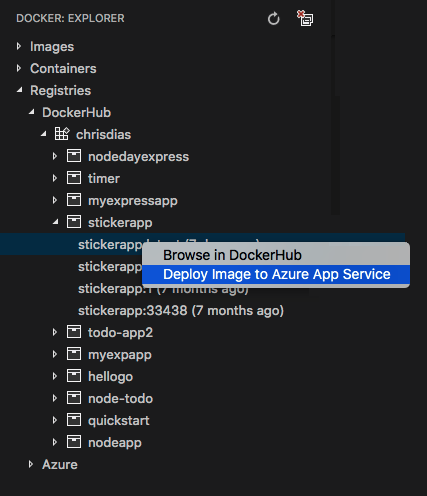 DOCKER: EXPLORER
Images
Containers
Registries
DockerHub
chrisdias
nodedayexpress
timer
myexpressapp
stickerapp
stickerapp
Browse in DockerHub
stickerapp
Deploy Image to Azure App Service
stickerapp:1 (7 months ago)
stickerapp:33438 (7 months ago)
todo-app2
myexpapp
hellogo
node-todo
quickstart
nodeapp
Azure